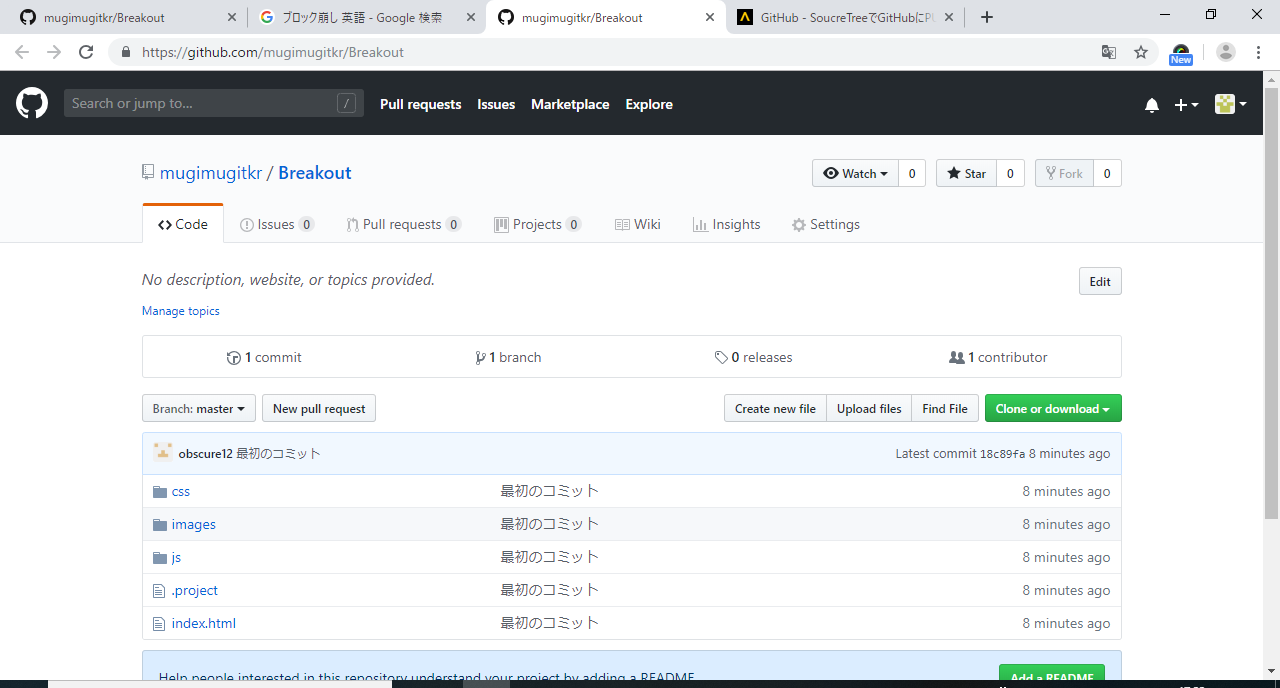 mugimugitkr/Breakout
ブロック崩し 英語 - Google 検索
mugimugitkr/Breakout
GitHub - SoucreTreeでGitHubにPU
https://github.com/mugimugitkr/Breakout
New
Search or jump to...
/
Pull requests
Issues
Marketplace
Explore
mugimugitkr / Breakout
Watch 0
Star 0
Fork 0
Code
Issues 0
Pull requests 0
Projects 0
Wiki
Insights
Settings
No description, website, or topics provided.
Edit
Manage topics
1 commit
1 branch
0 releases
1 contributor
Branch: master
New pull request
Create new file
Upload files
Find File
Clone or download
obscure12 最初のコミット
Latest commit 18c89fa 8 minutes ago
css 最初のコミット 8 minutes ago
images 最初のコミット 8 minutes ago
js 最初のコミット 8 minutes ago
.project 最初のコミット 8 minutes ago
index.html 最初のコミット 8 minutes ago
Help people interested in this repository understand your project by adding a README.
Add a README